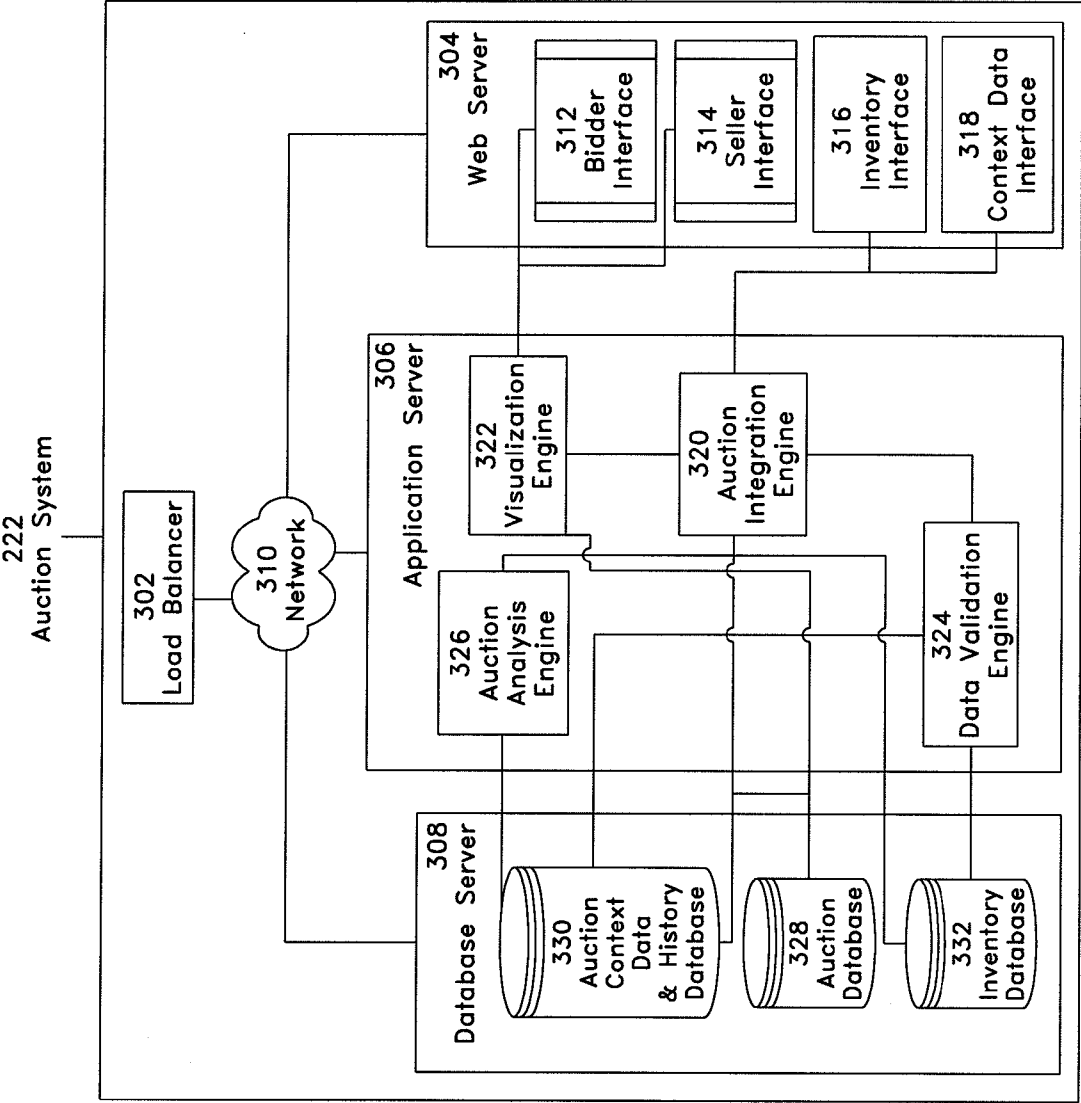 222
Auction System
302
Load Balancer
310
Network
308
Database Server
330
Auction
Context
Data
& History
Database
328
Auction
Database
332
Inventory
Database
306
Application Server
326
Auction
Analysis
Engine
322
Visualization
Engine
320
Auction
Integration
Engine
324
Data Validation
Engine
304
Web Server
312
Bidder
Interface
314
Seller
Interface
316
Inventory
Interface
318
Context Data
Interface